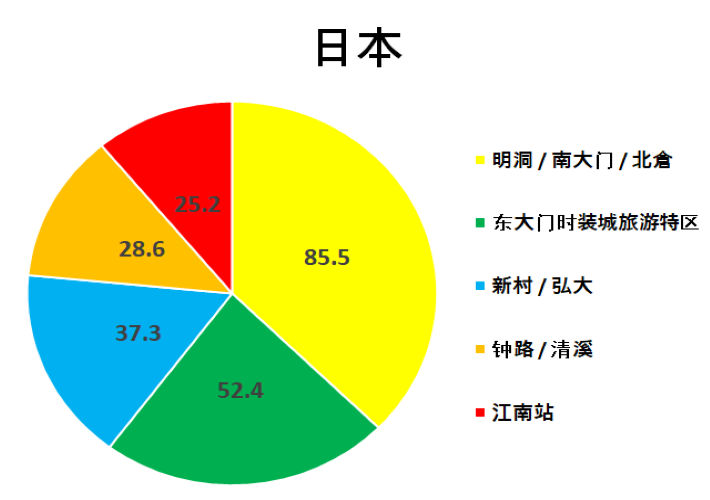 日本
85.5
52.4
37.3
28.6
25.2
明洞 / 南大门 / 北倉
东大门时装城旅游特区
新村 / 弘大
钟路 / 清溪
江南站